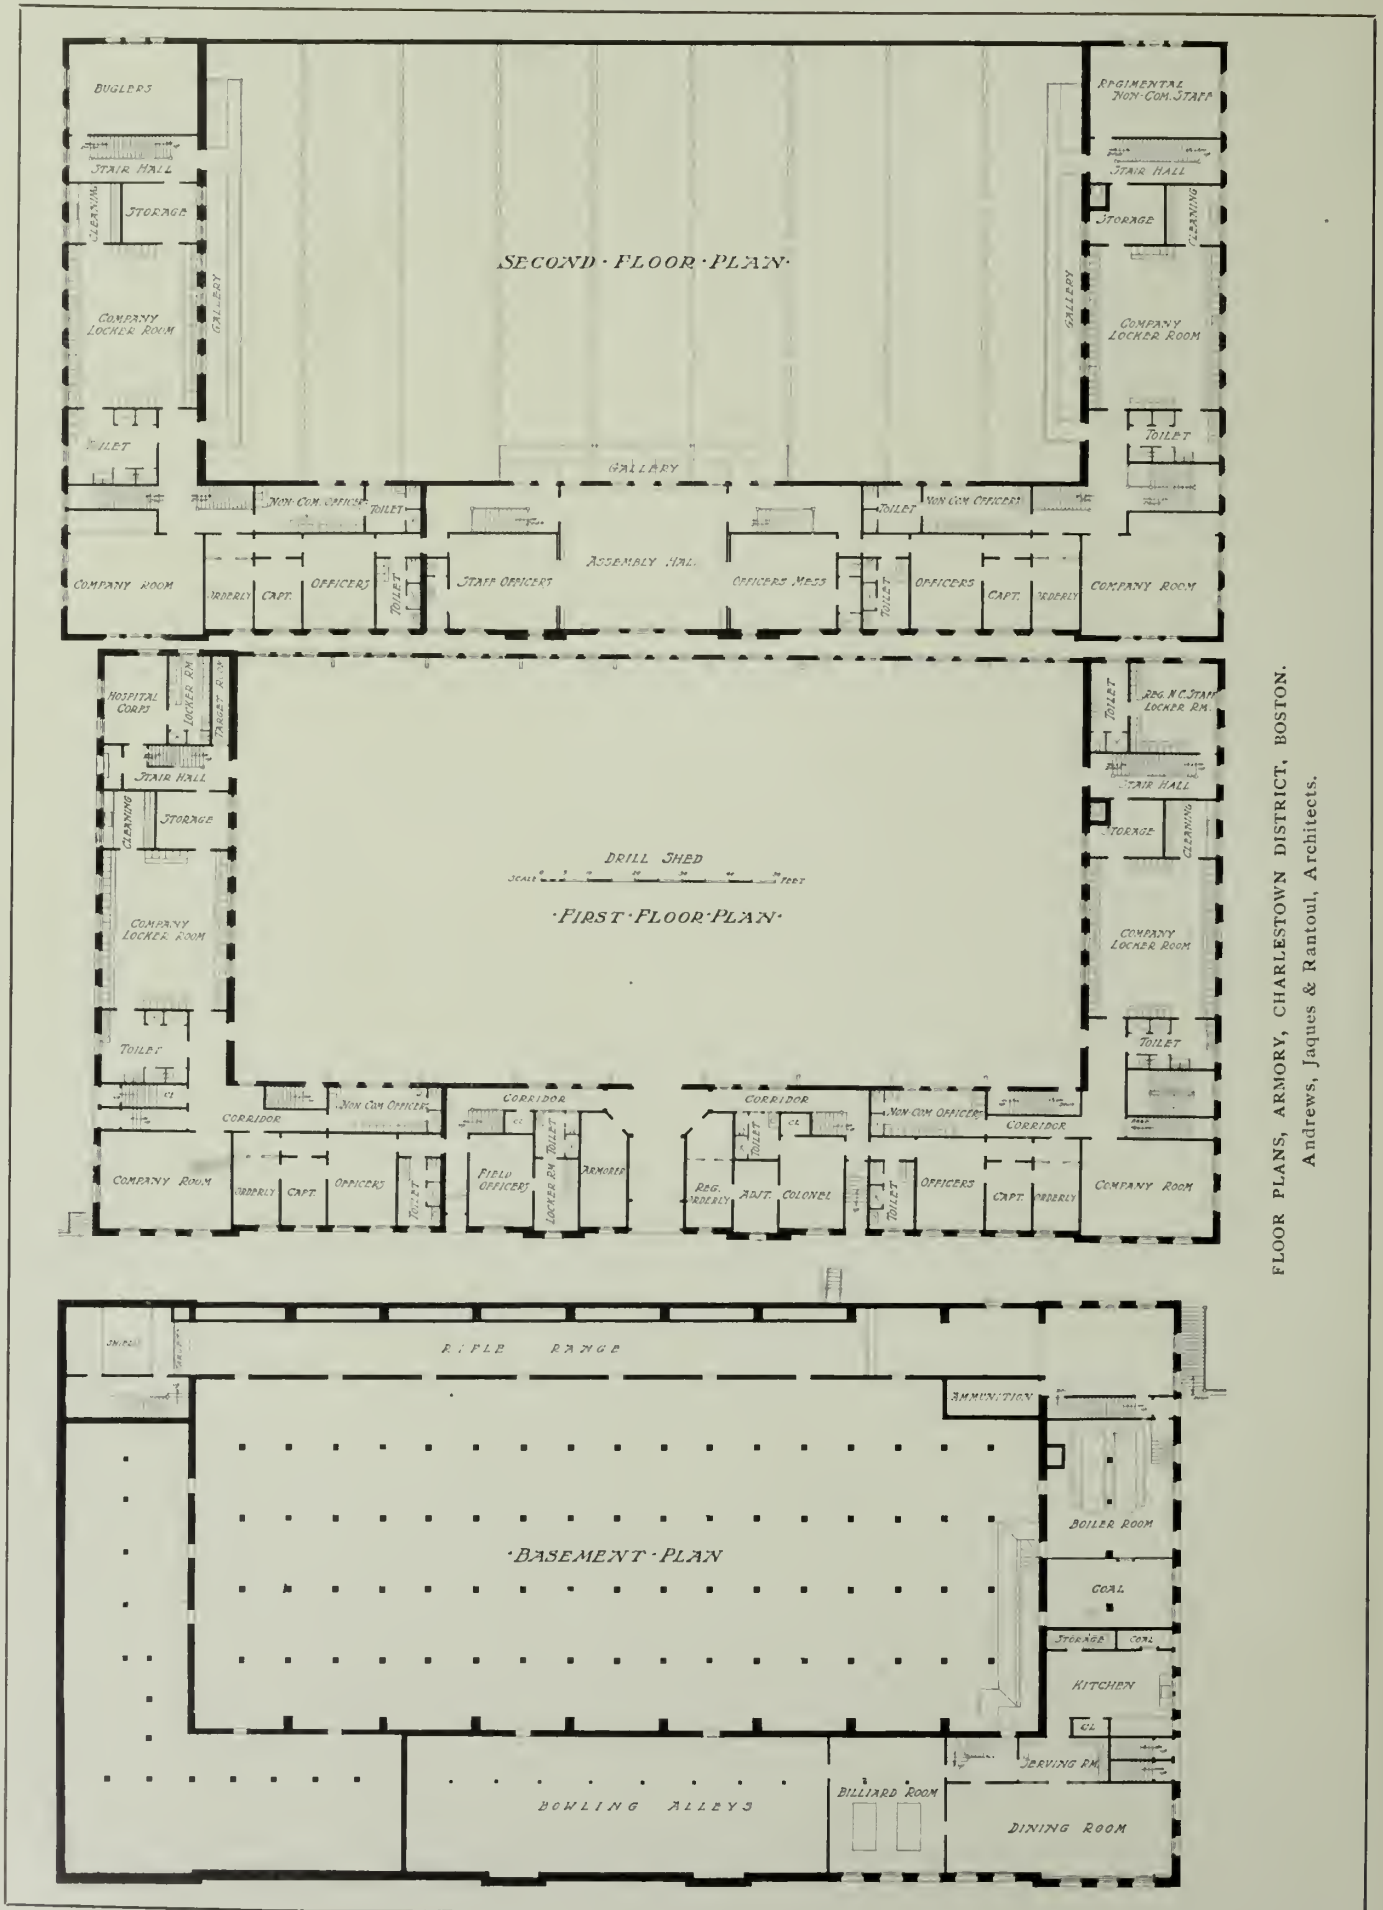 BUGLERS
REGIMENTAL
NON-COM. STAFF
STAIR HALL
STAIR HALL
CLEANING
STORAGE
STORAGE
CLEANING
SECOND · FLOOR · PLAN ·
GALLERY
GALLERY
COMPANY
LOCKER ROOM
COMPANY
LOCKER ROOM
TOILET
TOILET
GALLERY
NON-COM. OFFICERS
TOILET
TOILET
NON COM OFFICERS
COMPANY ROOM
ORDERLY
CAPT.
OFFICERS
TOILET
STAFF OFFICERS
ASSEMBLY HAL.
OFFICERS MESS
TOILET
OFFICERS
CAPT.
ORDERLY
COMPANY ROOM
HOSPITAL
CORPS
LOCKER RM
TARGET R
TOILET
REG. N.C. STAFF
LOCKER RM.
STAIR HALL
STAIR HALL
CLEANING
STORAGE
STORAGE
CLEANING
DRILL SHED
SCALE
FEET
· FIRST · FLOOR · PLAN ·
COMPANY
LOCKER ROOM
COMPANY
LOCKER ROOM
TOILET
TOILET
CL
CORRIDOR
NON COM OFFICERS
CORRIDOR
CL
TOILET
CORRIDOR
TOILET
CL
NON COM OFFICERS
CORRIDOR
COMPANY ROOM
ORDERLY
CAPT.
OFFICERS
TOILET
FIELD
OFFICERS
LOCKER RM
ARMORER
REG.
ORDERLY
ADJT.
COLONEL
TOILET
OFFICERS
CAPT.
ORDERLY
COMPANY ROOM
RIFLE RANGE
AMMUNITION
· BASEMENT · PLAN
BOILER ROOM
COAL
STORAGE
COAL
KITCHEN
CL
SERVING RM.
BOWLING ALLEYS
BILLIARD ROOM
DINING ROOM
FLOOR PLANS, ARMORY, CHARLESTOWN DISTRICT, BOSTON.
Andrews, Jaques & Rantoul, Architects.